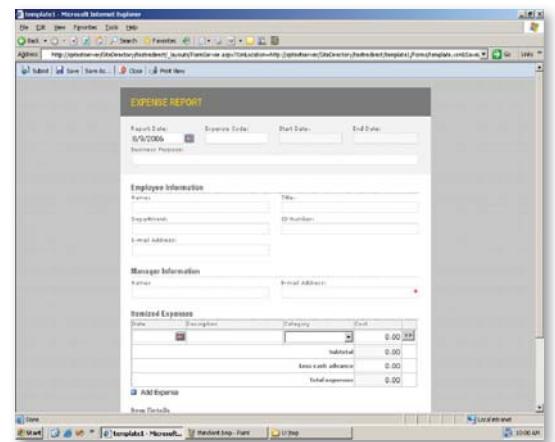 template1 - Microsoft Internet Explorer
File Edit View Favorites Tools Help
Back Search Favorites
Address Go Links
Submit Save Save As... Close Print View
EXPENSE REPORT
Report Date: Expense Code: Start Date: End Date:
8/9/2006
Business Purpose:
Employee Information
Name: Title:
Department: ID Number:
E-mail Address:
Manager Information
Name: E-mail Address:
Itemized Expenses
Date Description Category Cost
0.00
Subtotal 0.00
Less cash advance 0.00
Total expenses 0.00
Add Expense
Item Details
Done Local intranet
Start template1 - Microsoft... - Paint 10:00 AM